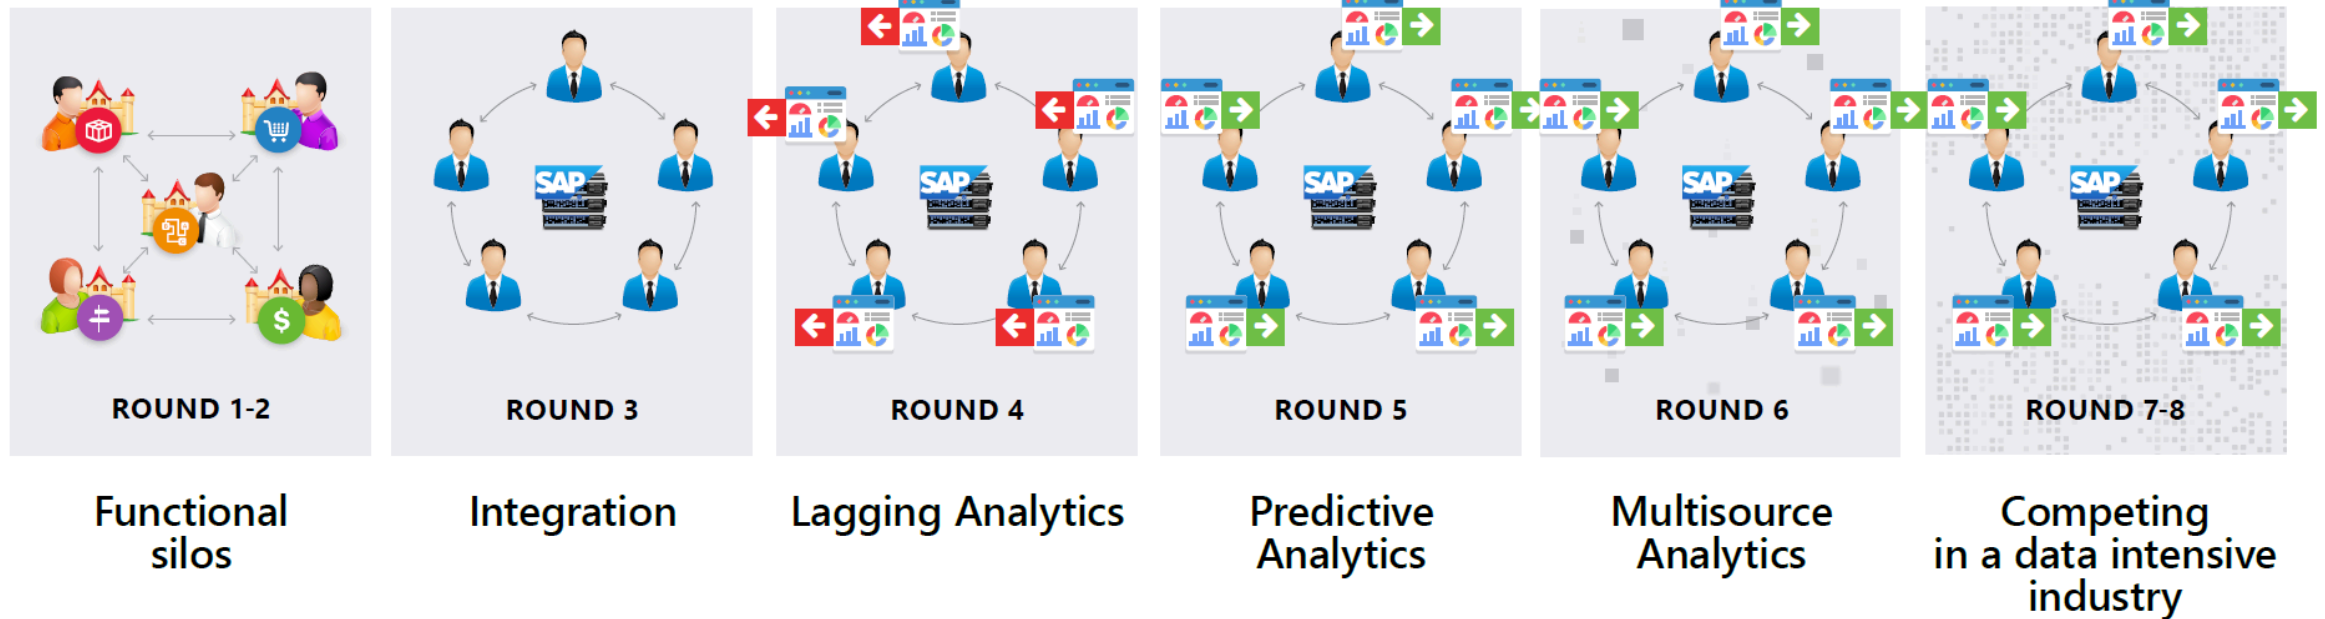 SAP
SAP
SAP
SAP
SAP
$
ROUND 1-2
ROUND 3
ROUND 4
ROUND 5
ROUND 6
ROUND 7-8
Functional
silos
Integration
Lagging Analytics
Predictive
Analytics
Multisource
Analytics
Competing
in a data intensive
industry